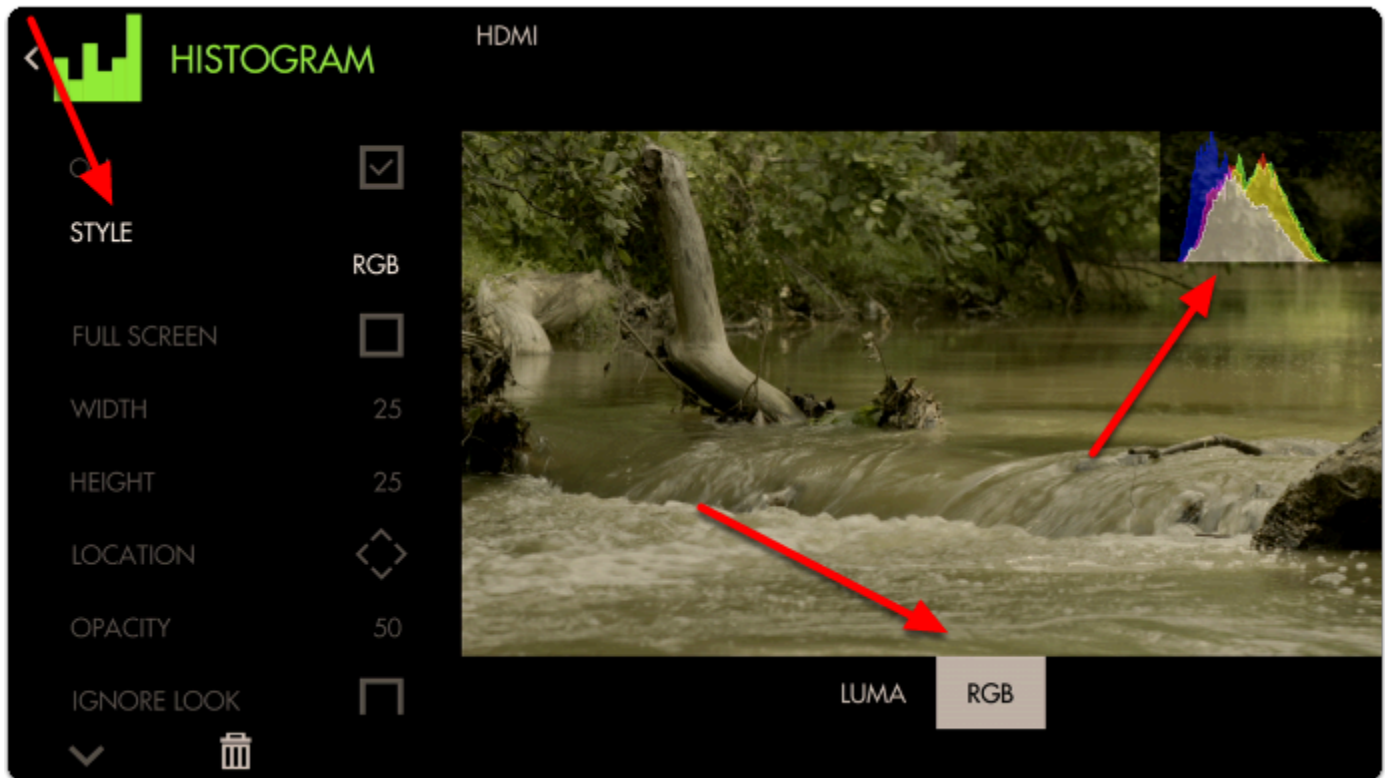 HISTOGRAM
HDMI
STYLE
RGB
FULL SCREEN
WIDTH 25
HEIGHT 25
LOCATION
OPACITY 50
IGNORE LOOK
LUMA RGB